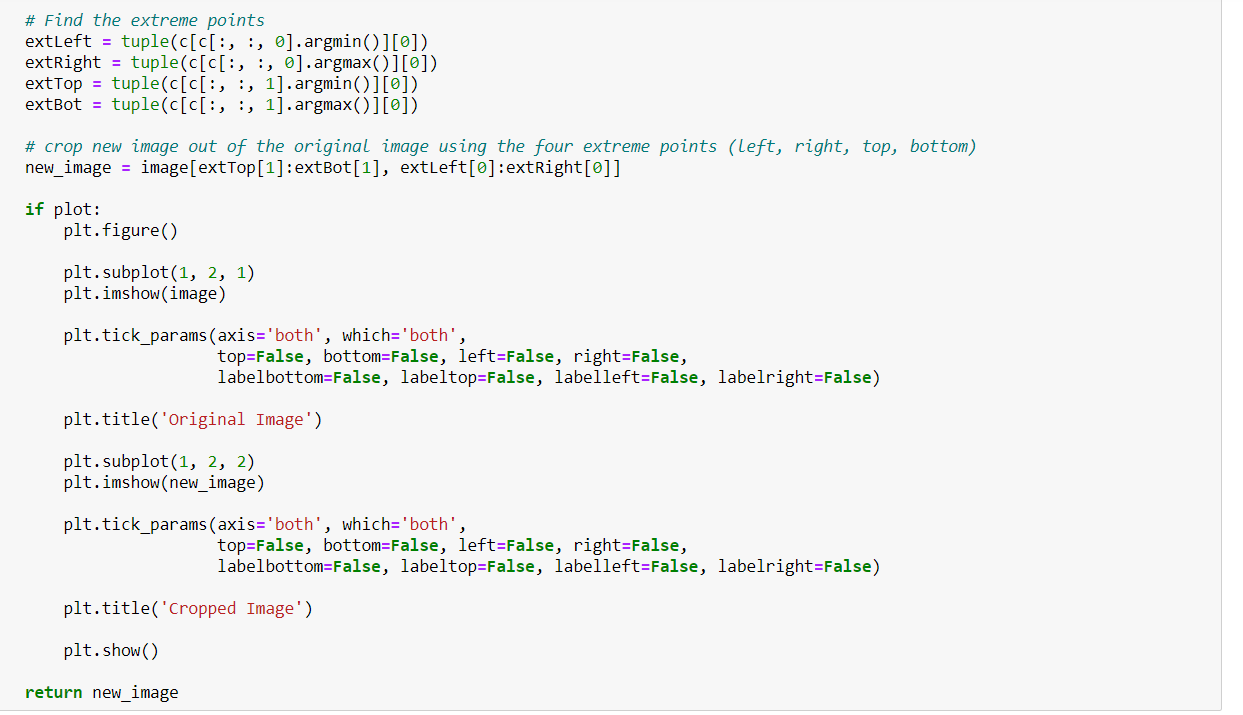 # Find the extreme points
extLeft = tuple(c[c[:, :, 0].argmin()][0])
extRight = tuple(c[c[:, :, 0].argmax()][0])
extTop = tuple(c[c[:, :, 1].argmin()][0])
extBot = tuple(c[c[:, :, 1].argmax()][0])

# crop new image out of the original image using the four extreme points (left, right, top, bottom)
new_image = image[extTop[1]:extBot[1], extLeft[0]:extRight[0]]

if plot:
    plt.figure()

    plt.subplot(1, 2, 1)
    plt.imshow(image)

    plt.tick_params(axis='both', which='both',
                    top=False, bottom=False, left=False, right=False,
                    labelbottom=False, labeltop=False, labelleft=False, labelright=False)

    plt.title('Original Image')

    plt.subplot(1, 2, 2)
    plt.imshow(new_image)

    plt.tick_params(axis='both', which='both',
                    top=False, bottom=False, left=False, right=False,
                    labelbottom=False, labeltop=False, labelleft=False, labelright=False)

    plt.title('Cropped Image')

    plt.show()

return new_image